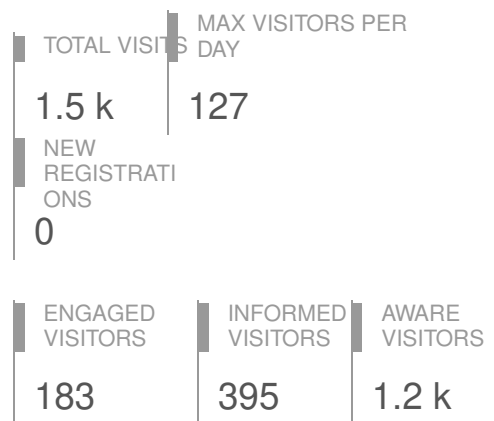 TOTAL VISITS
MAX VISITORS PER
DAY
1.5 k
127
NEW
REGISTRATI
ONS
0
ENGAGED
VISITORS
INFORMED
VISITORS
AWARE
VISITORS
183
395
1.2 k